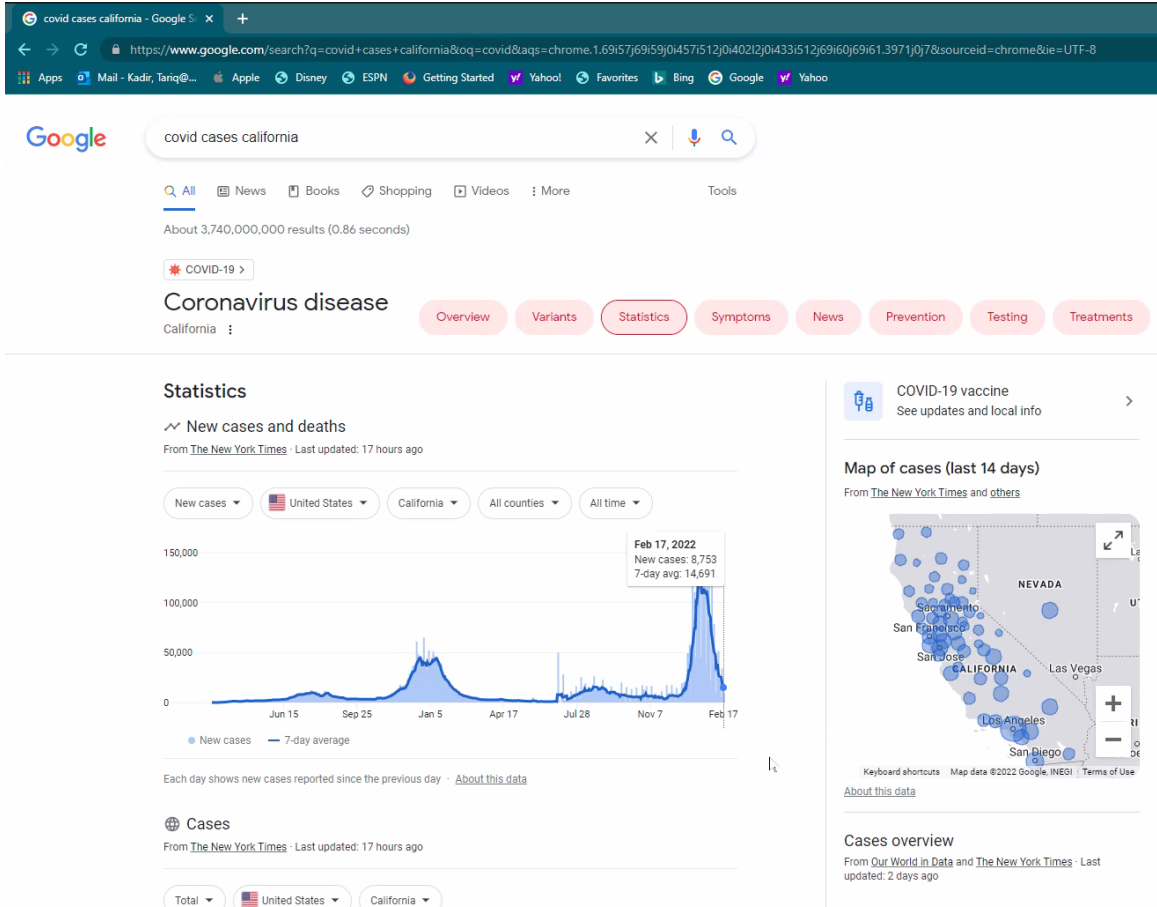 covid cases california - Google S
https://www.google.com/search?q=covid+cases+california&oq=covid&aqs=chrome.1.69i57j69i59j0i457i512j0i402l2j0i433i512j69i60j69i61.3971j0j7&sourceid=chrome&ie=UTF-8
Apps Mail - Kadir, Tariq@... Apple Disney ESPN Getting Started Yahoo! Favorites Bing Google Yahoo
Google
covid cases california
All News Books Shopping Videos More Tools
About 3,740,000,000 results (0.86 seconds)
COVID-19
Coronavirus disease
California
Overview Variants Statistics Symptoms News Prevention Testing Treatments
Statistics
New cases and deaths
From The New York Times · Last updated: 17 hours ago
New cases United States California All counties All time
Feb 17, 2022
New cases: 8,753
7-day avg: 14,691
150,000
100,000
50,000
0
Jun 15 Sep 25 Jan 5 Apr 17 Jul 28 Nov 7 Feb 17
New cases 7-day average
Each day shows new cases reported since the previous day · About this data
Cases
From The New York Times · Last updated: 17 hours ago
Total United States California
COVID-19 vaccine
See updates and local info
Map of cases (last 14 days)
From The New York Times and others
NEVADA
Sacramento
San Francisco
San Jose
CALIFORNIA
Las Vegas
Los Angeles
San Diego
Keyboard shortcuts Map data ©2022 Google, INEGI Terms of Use
About this data
Cases overview
From Our World in Data and The New York Times · Last
updated: 2 days ago